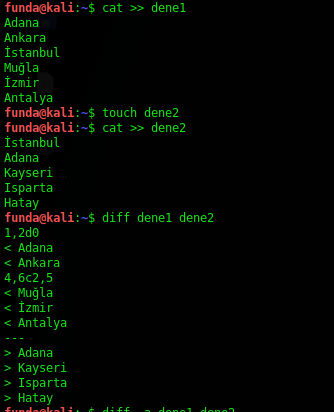 funda@kali:~$ cat >> dene1
Adana
Ankara
İstanbul
Muğla
İzmir
Antalya
funda@kali:~$ touch dene2
funda@kali:~$ cat >> dene2
İstanbul
Adana
Kayseri
Isparta
Hatay
funda@kali:~$ diff dene1 dene2
1,2d0
< Adana
< Ankara
4,6c2,5
< Muğla
< İzmir
< Antalya
---
> Adana
> Kayseri
> Isparta
> Hatay
funda@kali:~$ diff -a dene1 dene2